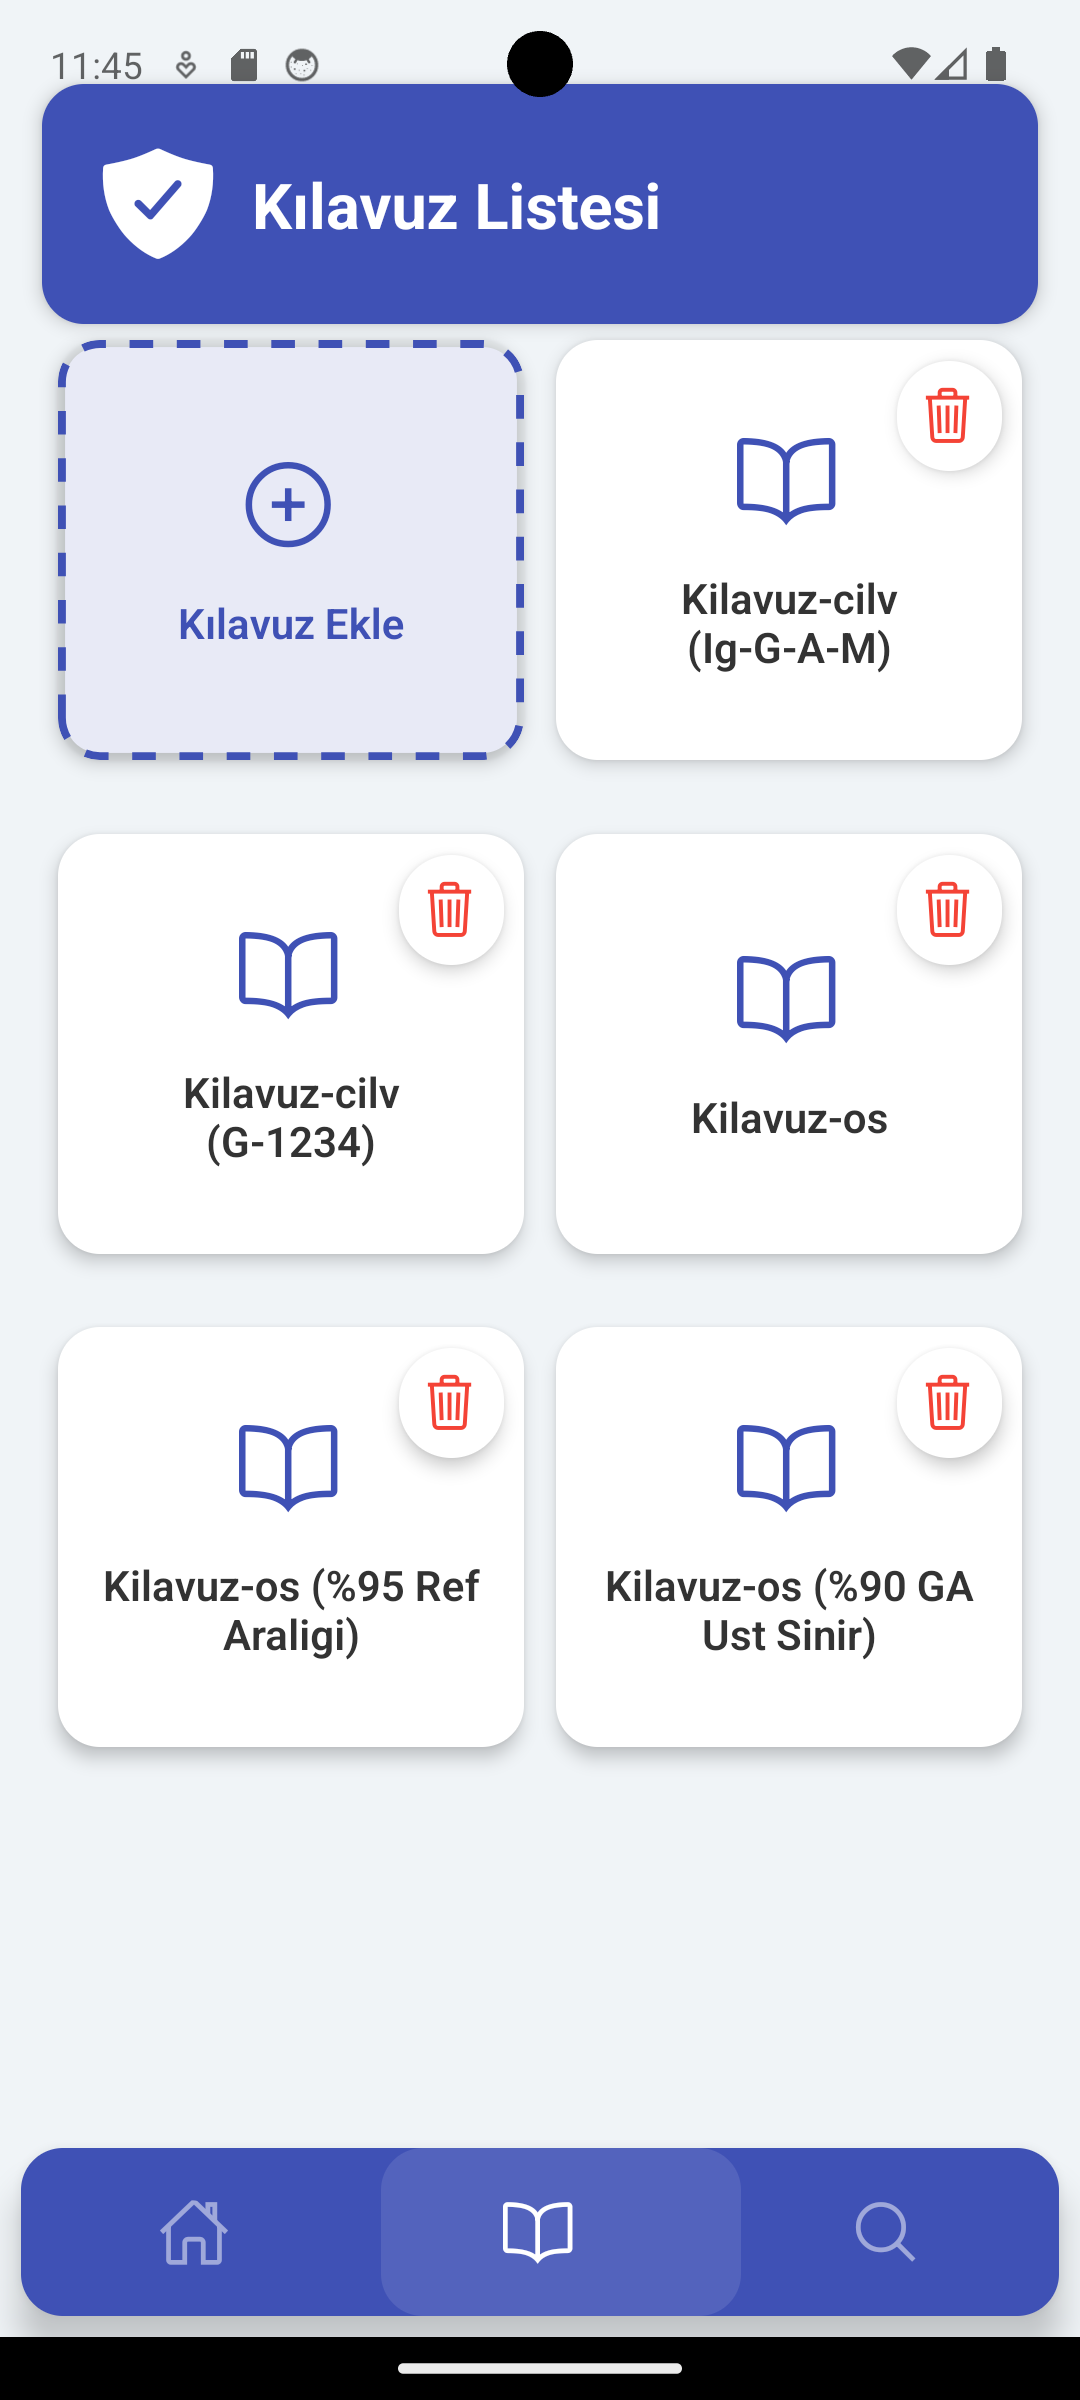 11:45
Kılavuz Listesi
Kılavuz Ekle
Kilavuz-cilv
(Ig-G-A-M)
Kilavuz-cilv
(G-1234)
Kilavuz-os
Kilavuz-os (%95 Ref
Araligi)
Kilavuz-os (%90 GA
Ust Sinir)